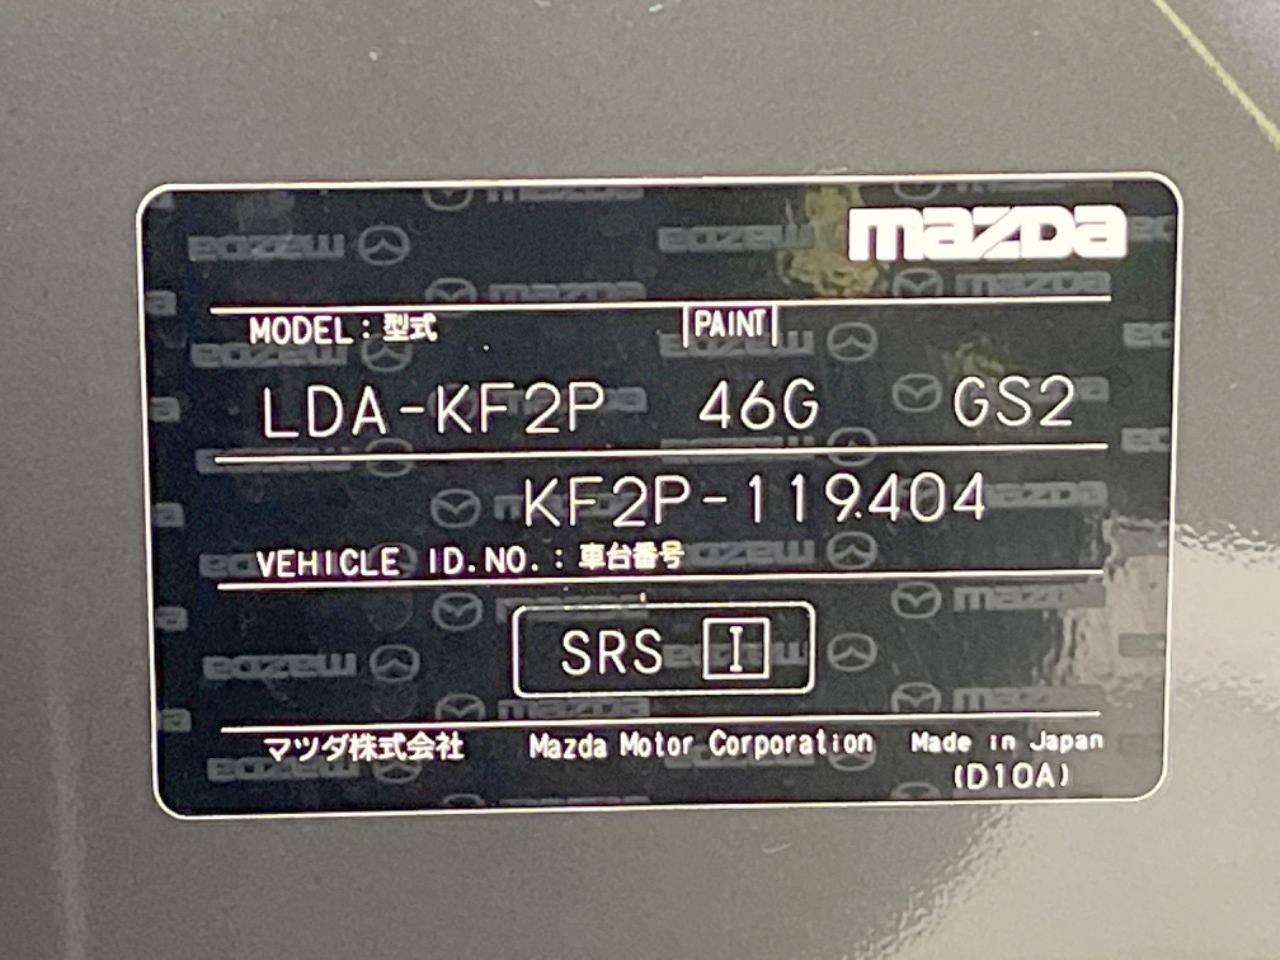 mazda
MODEL : 型式 PAINT
LDA-KF2P 46G GS2
KF2P-119404
VEHICLE ID.NO. : 車台番号
SRS I
マツダ株式会社 Mazda Motor Corporation Made in Japan
(D10A)